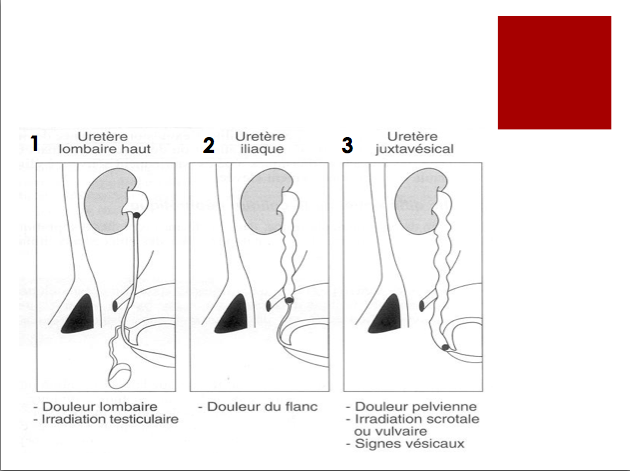 1
Uretère
lombaire haut
2
Uretère
iliaque
3
Uretère
juxtavésical
- Douleur lombaire
- Irradiation testiculaire
- Douleur du flanc
- Douleur pelvienne
- Irradiation scrotale
ou vulvaire
- Signes vésicaux